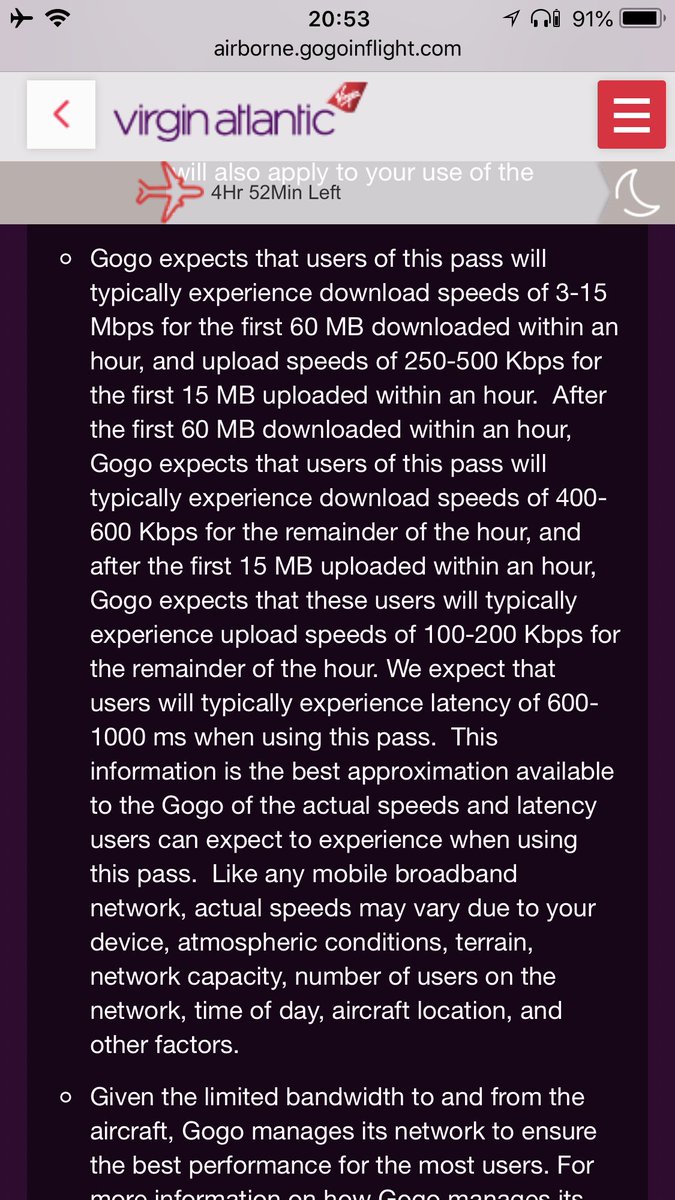 20:53
91%
airborne.gogoinflight.com
virgin atlantic
Virgin
will also apply to your use of the
4Hr 52Min Left
Gogo expects that users of this pass will
typically experience download speeds of 3-15
Mbps for the first 60 MB downloaded within an
hour, and upload speeds of 250-500 Kbps for
the first 15 MB uploaded within an hour.  After
the first 60 MB downloaded within an hour,
Gogo expects that users of this pass will
typically experience download speeds of 400-
600 Kbps for the remainder of the hour, and
after the first 15 MB uploaded within an hour,
Gogo expects that these users will typically
experience upload speeds of 100-200 Kbps for
the remainder of the hour. We expect that
users will typically experience latency of 600-
1000 ms when using this pass.  This
information is the best approximation available
to the Gogo of the actual speeds and latency
users can expect to experience when using
this pass.  Like any mobile broadband
network, actual speeds may vary due to your
device, atmospheric conditions, terrain,
network capacity, number of users on the
network, time of day, aircraft location, and
other factors.
Given the limited bandwidth to and from the
aircraft, Gogo manages its network to ensure
the best performance for the most users. For
more information on how Gogo manages its